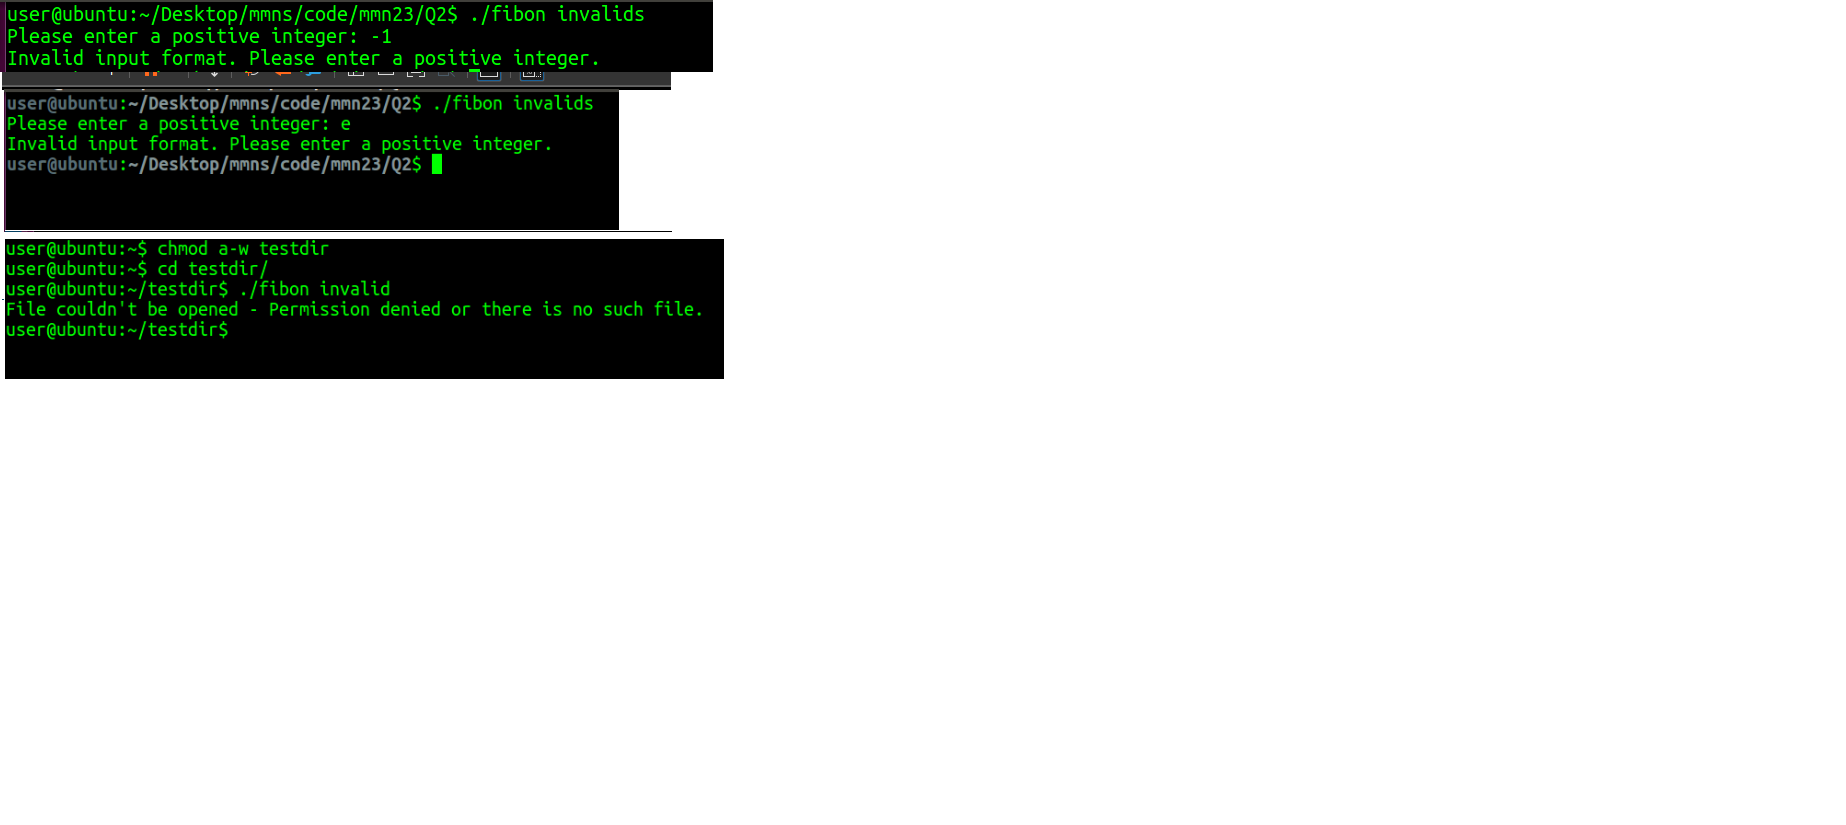 user@ubuntu:~/Desktop/mmns/code/mmn23/Q2$ ./fibon invalids
Please enter a positive integer: -1
Invalid input format. Please enter a positive integer.
user@ubuntu:~/Desktop/mmns/code/mmn23/Q2$ ./fibon invalids
Please enter a positive integer: e
Invalid input format. Please enter a positive integer.
user@ubuntu:~/Desktop/mmns/code/mmn23/Q2$
user@ubuntu:~$ chmod a-w testdir
user@ubuntu:~$ cd testdir/
user@ubuntu:~/testdir$ ./fibon invalid
File couldn't be opened - Permission denied or there is no such file.
user@ubuntu:~/testdir$